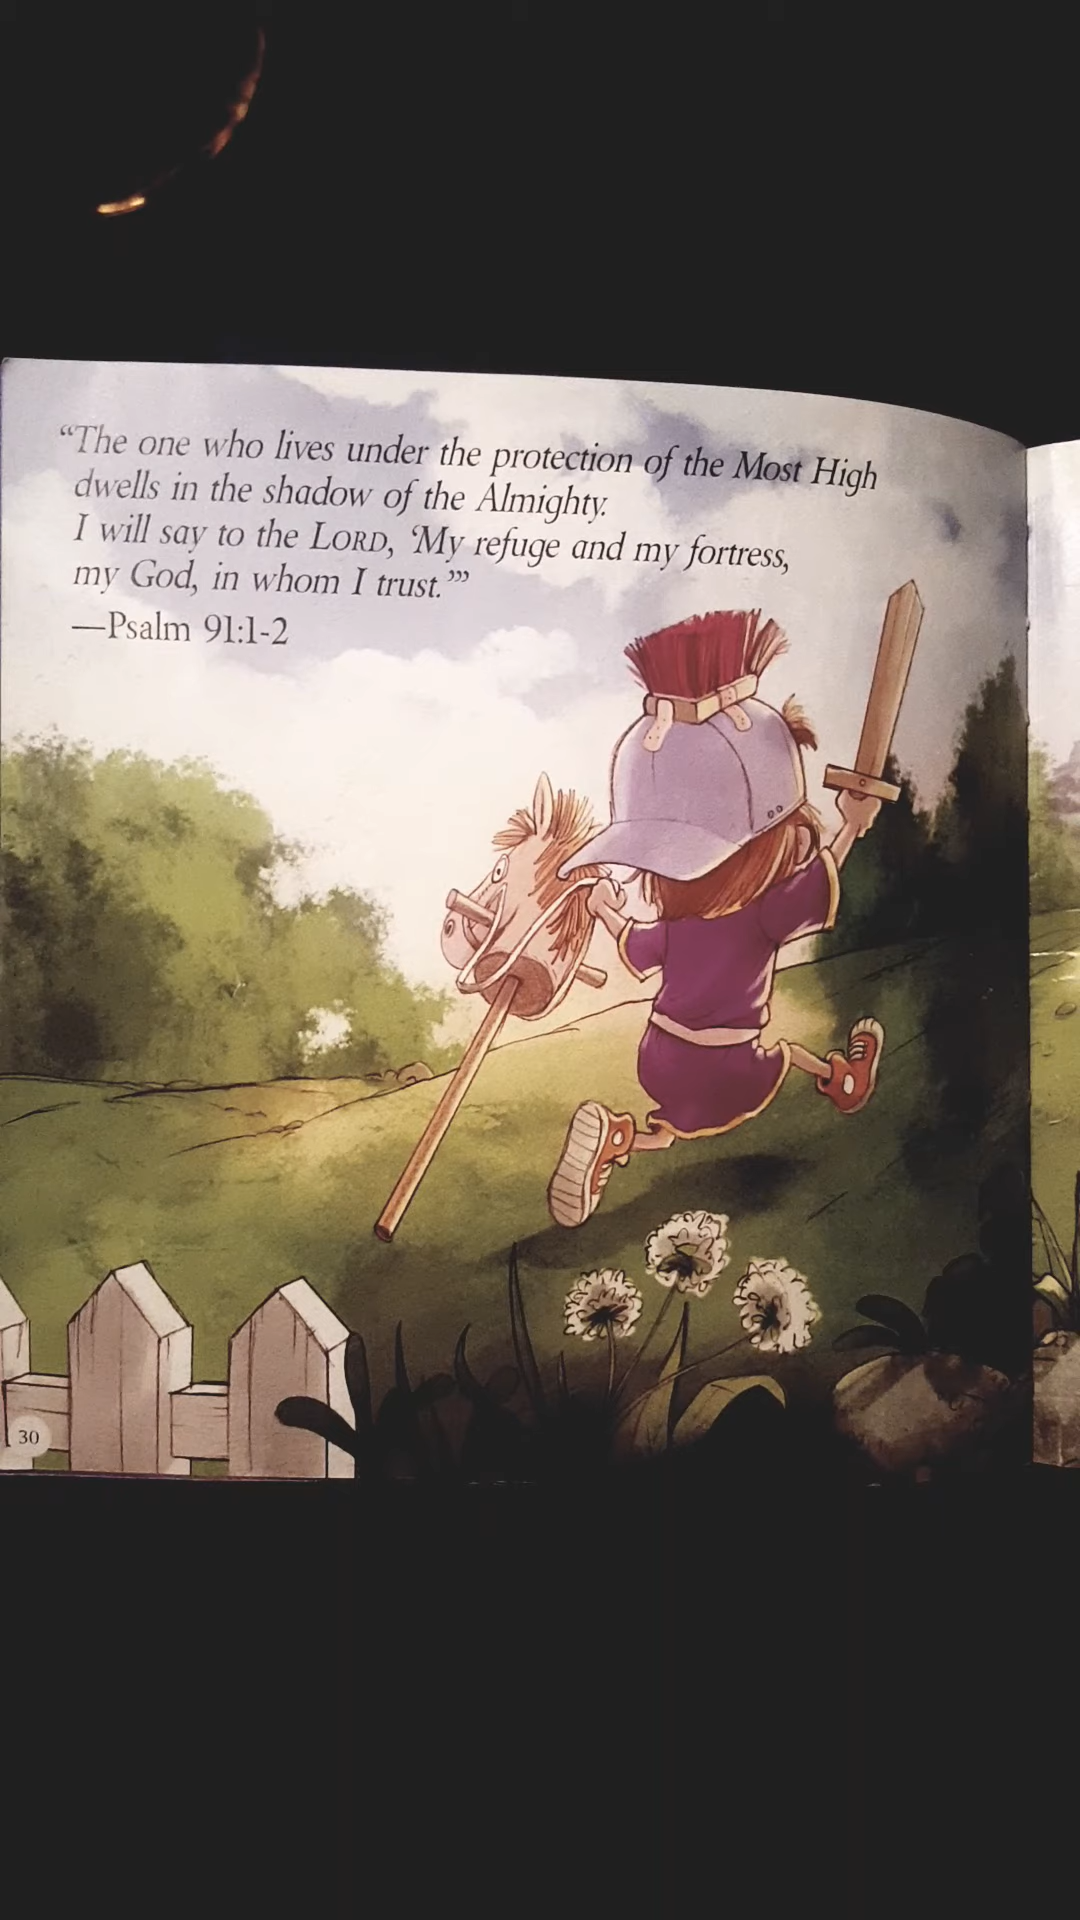 “The one who lives under the protection of the Most High
dwells in the shadow of the Almighty.
I will say to the LORD, ‘My refuge and my fortress,
my God, in whom I trust.’”
—Psalm 91:1-2
30